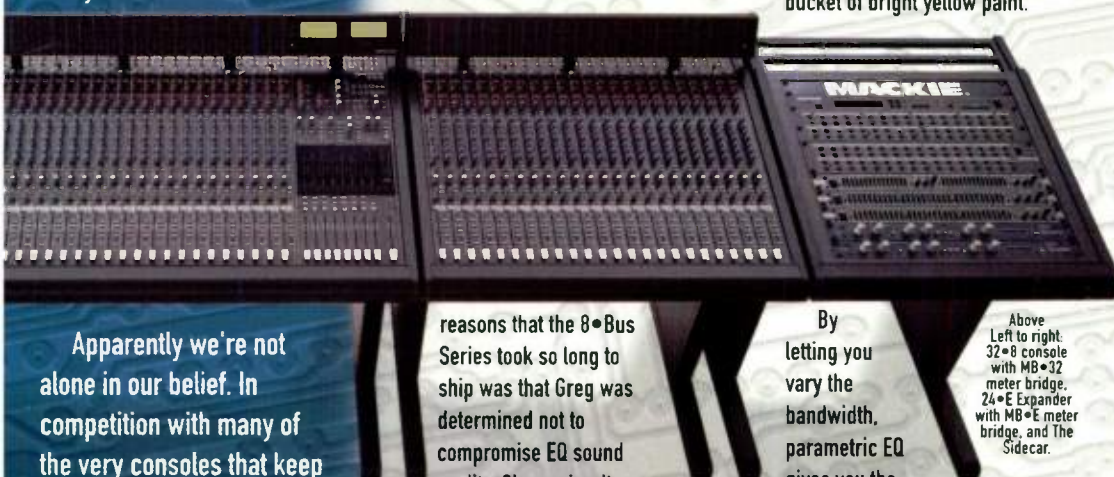 bucket of bright yellow paint.
MACKIE.
Apparently we're not
alone in our belief. In
competition with many of
the very consoles that keep
reasons that the 8•Bus
Series took so long to
ship was that Greg was
determined not to
compromise EQ sound
By
letting you
vary the
bandwidth,
parametric EQ
gives you the
Above
Left to right:
32•8 console
with MB•32
meter bridge,
24•E Expander
with MB•E meter
bridge, and The
Sidecar.